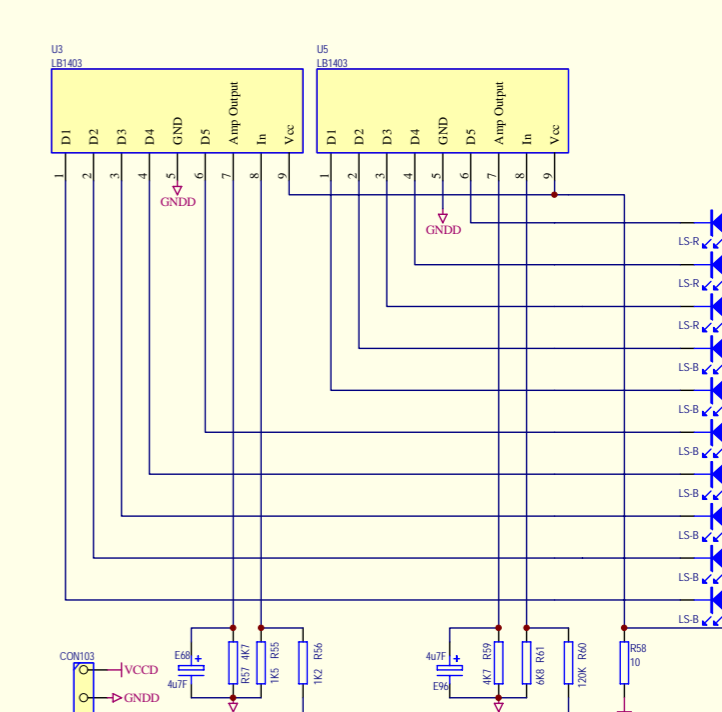 U3
LB1403
U5
LB1403
D1
D2
D3
D4
GND
D5
Amp Output
In
Vcc
D1
D2
D3
D4
GND
D5
Amp Output
In
Vcc
1
2
3
4
5
6
7
8
9
1
2
3
4
5
6
7
8
9
GNDD
GNDD
LS-R
LS-R
LS-R
LS-B
LS-B
LS-B
LS-B
LS-B
LS-B
LS-B
CON103
VCCD
GNDD
E68
+
4u7F
R57 4K7
1K5 R55
1K2 R56
4u7F
+
E96
4K7 R59
6K8 R61
120K R60
R58
10